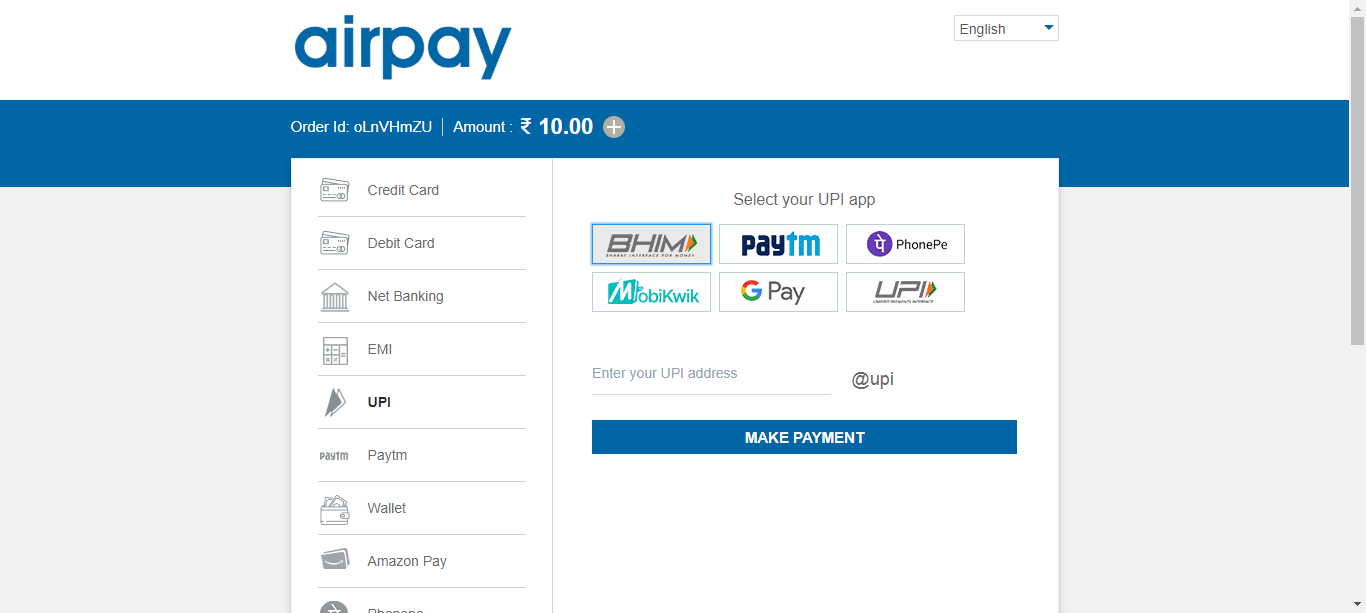 airpay
English
Order Id: oLnVHmZU | Amount : ₹ 10.00
Credit Card
Debit Card
Net Banking
EMI
UPI
paytm Paytm
Wallet
Amazon Pay
Phonepe
Select your UPI app
BHIM
BHARAT INTERFACE FOR MONEY
paytm
पे PhonePe
MobiKwik
G Pay
UPI
UNIFIED PAYMENTS INTERFACE
Enter your UPI address
@upi
MAKE PAYMENT